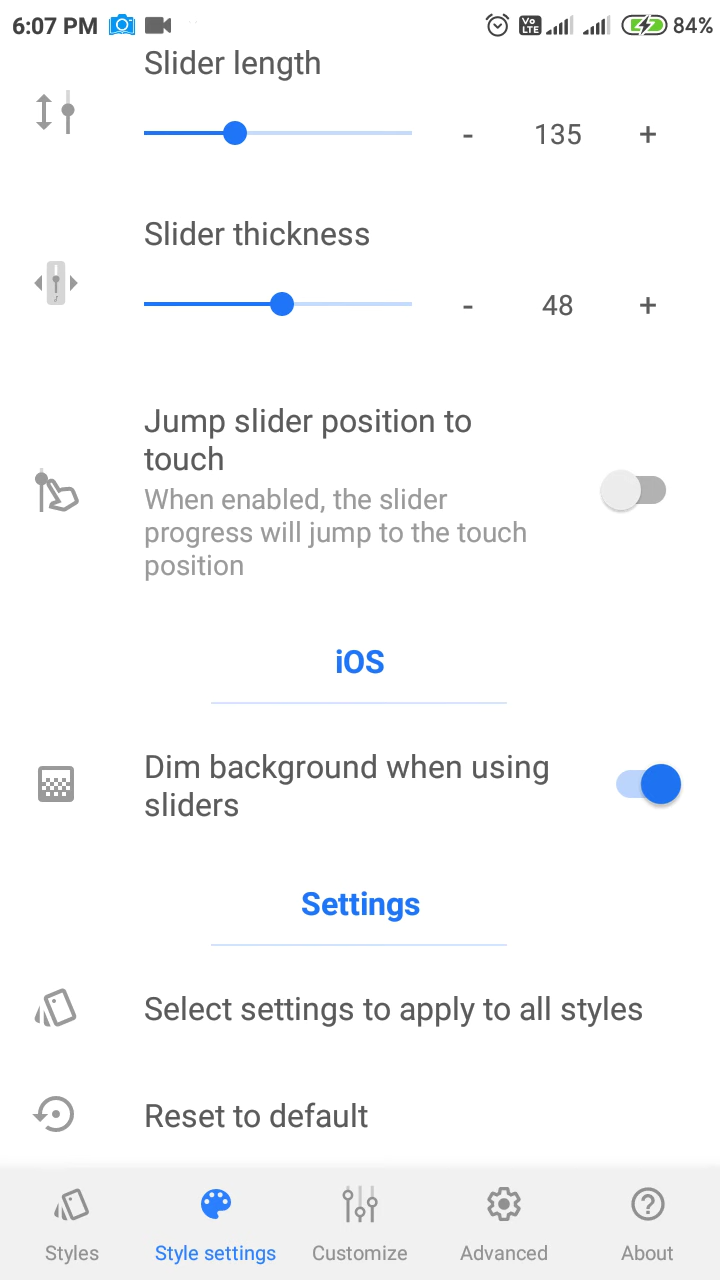 6:07 PM
Vo LTE
84%
Slider length
- 135 +
Slider thickness
- 48 +
Jump slider position to
touch
When enabled, the slider
progress will jump to the touch
position
iOS
Dim background when using
sliders
Settings
Select settings to apply to all styles
Reset to default
Styles
Style settings
Customize
Advanced
About